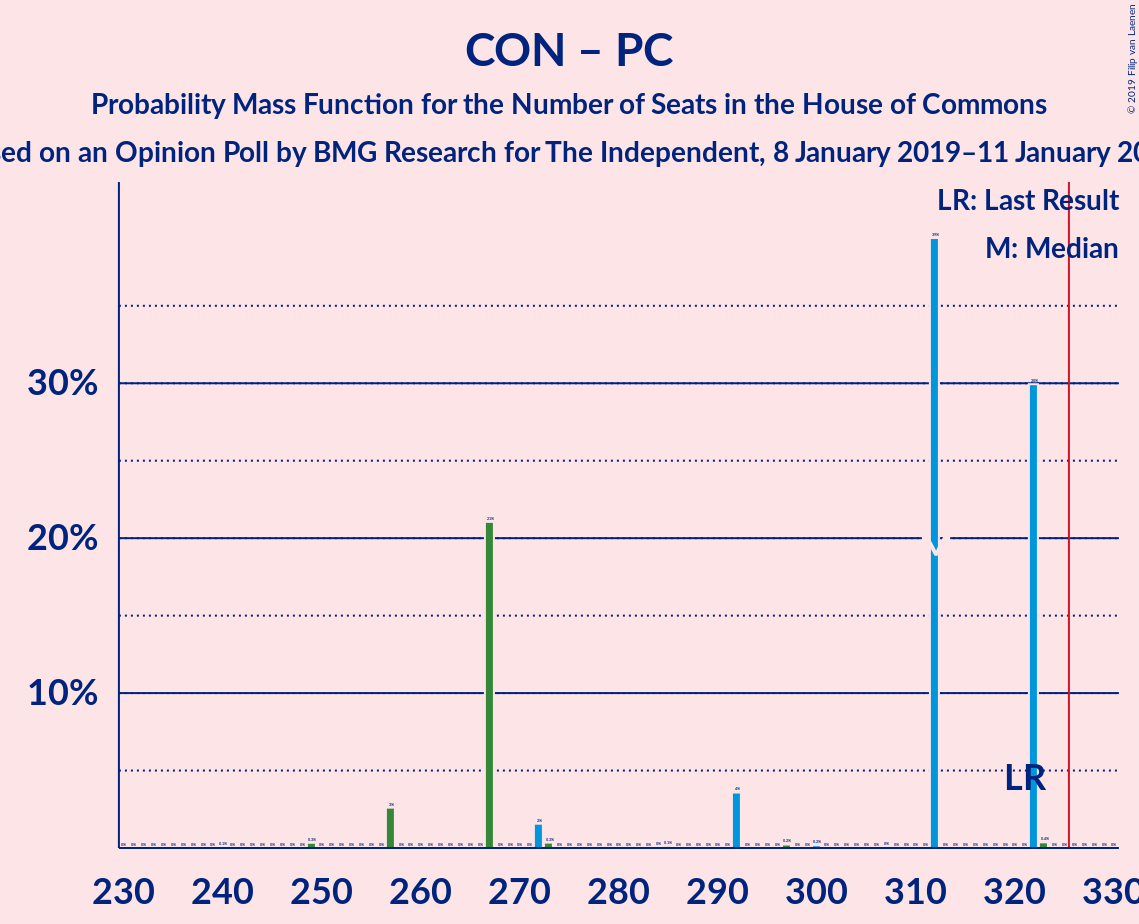 CON – PC
Probability Mass Function for the Number of Seats in the House of Commons
sed on an Opinion Poll by BMG Research for The Independent, 8 January 2019–11 January 20
© 2019 Filip van Laenen
LR: Last Result
M: Median
30%
20%
10%
LR
230 240 250 260 270 280 290 300 310 320 330